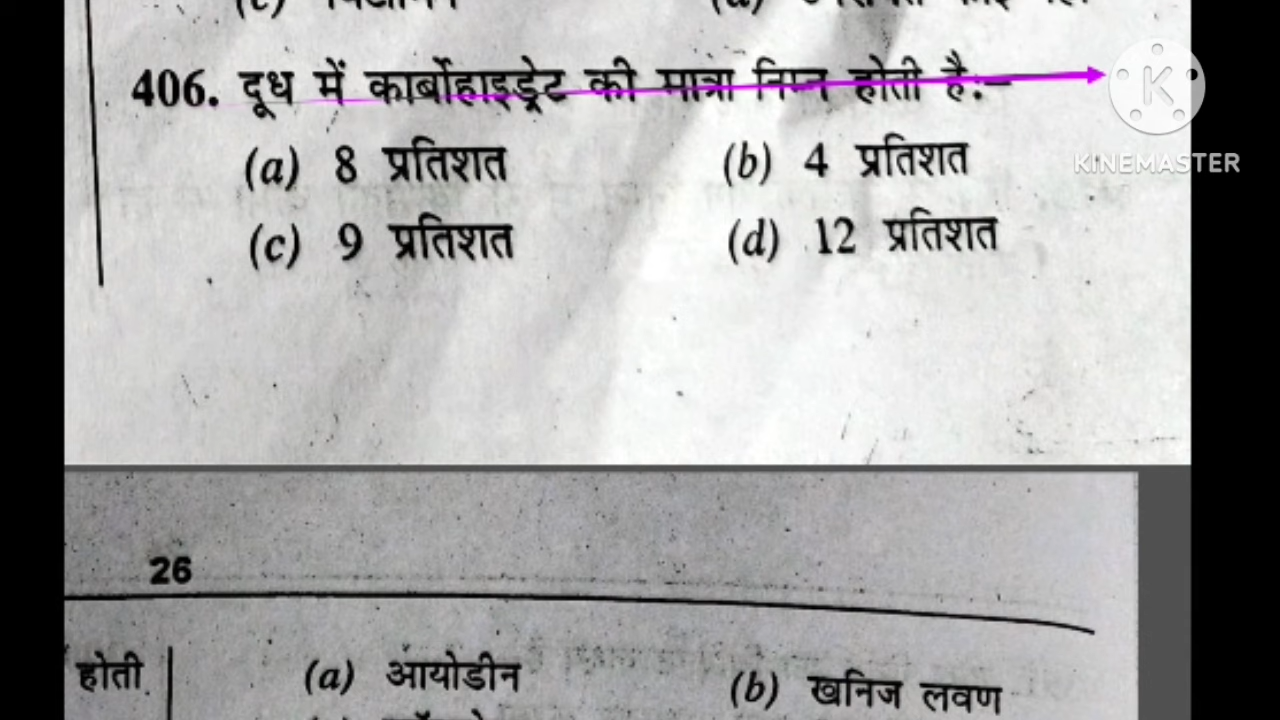 406. दूध में कार्बोहाइड्रेट की मात्रा निम्न होती है:–
(a) 8 प्रतिशत (b) 4 प्रतिशत
(c) 9 प्रतिशत (d) 12 प्रतिशत
KINEMASTER
26
होती
(a) आयोडीन (b) खनिज लवण